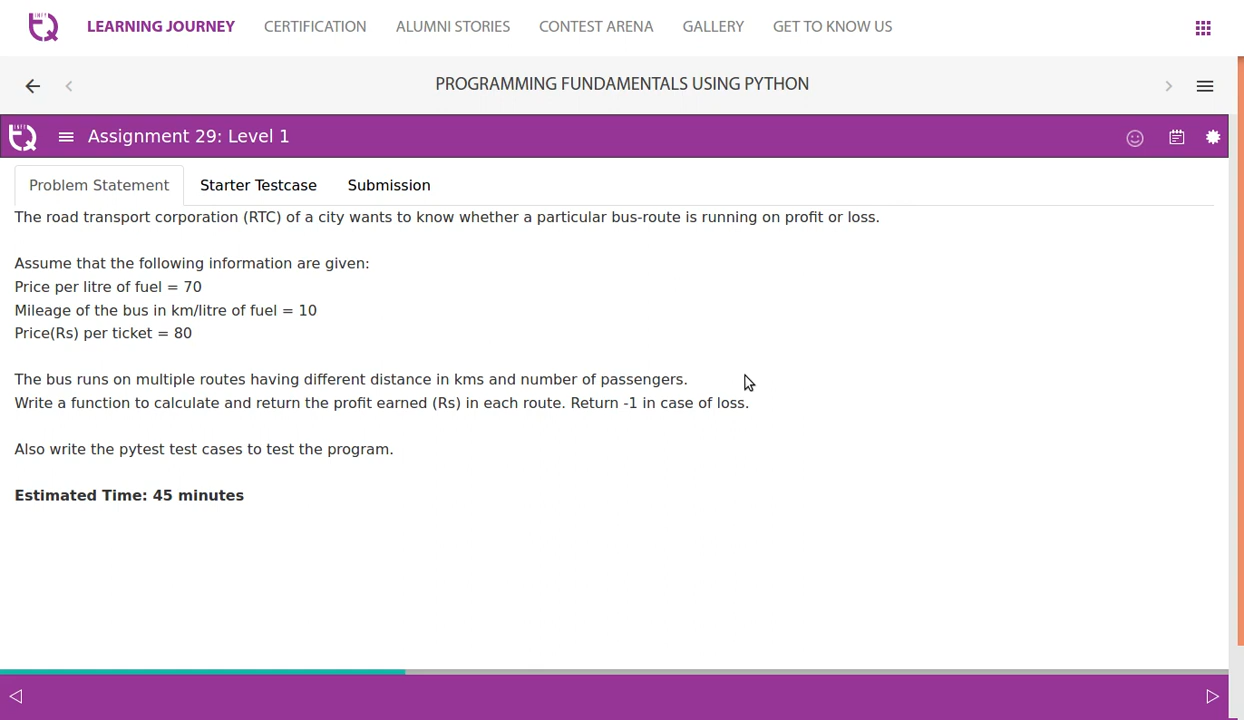 LEARNING JOURNEY CERTIFICATION ALUMNI STORIES CONTEST ARENA GALLERY GET TO KNOW US
PROGRAMMING FUNDAMENTALS USING PYTHON
Assignment 29: Level 1
Problem Statement Starter Testcase Submission
The road transport corporation (RTC) of a city wants to know whether a particular bus-route is running on profit or loss.
Assume that the following information are given:
Price per litre of fuel = 70
Mileage of the bus in km/litre of fuel = 10
Price(Rs) per ticket = 80
The bus runs on multiple routes having different distance in kms and number of passengers.
Write a function to calculate and return the profit earned (Rs) in each route. Return -1 in case of loss.
Also write the pytest test cases to test the program.
Estimated Time: 45 minutes